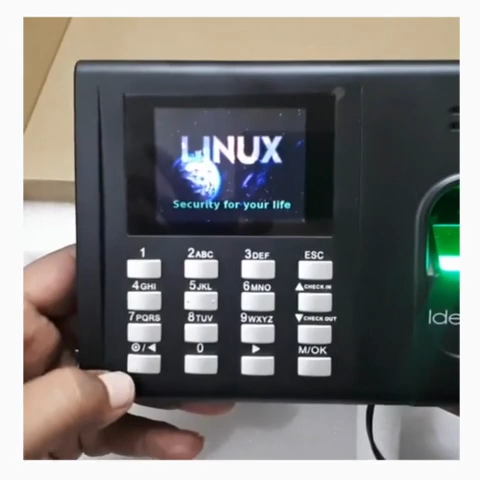 LINUX
Security for your life
1 2ABC 3DEF ESC
4GHI 5JKL 6MNO ▲CHECK IN
7PQRS 8TUV 9WXYZ ▼CHECK OUT
/◀ 0 ▶ M/OK
Ide